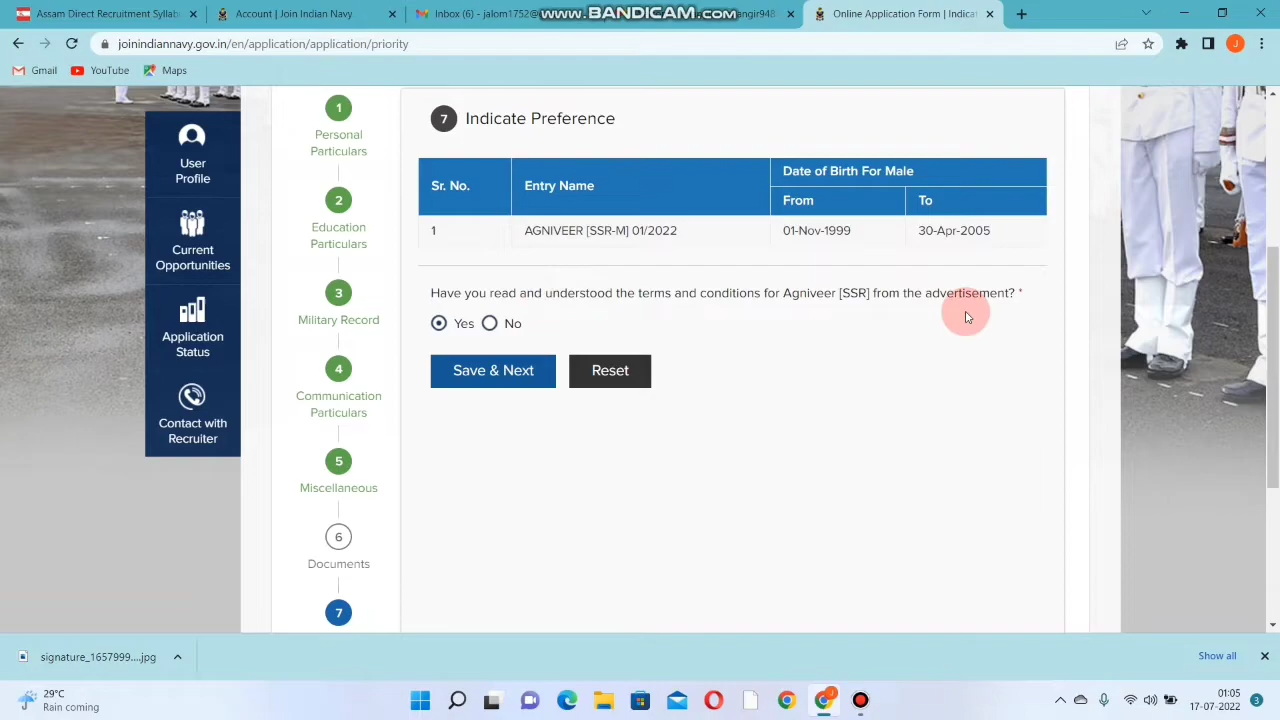 Assam Direct Recruitment Syllab
Account | Join Indian Navy
Inbox (6) - jalom1752@
WWW.BANDICAM.COM
angir948
Online Application Form | Indicat
joinindiannavy.gov.in/en/application/application/priority
J
Gmail
YouTube
Maps
User
Profile
Current
Opportunities
Application
Status
Contact with
Recruiter
1
Personal
Particulars
2
Education
Particulars
3
Military Record
4
Communication
Particulars
5
Miscellaneous
6
Documents
7
7 Indicate Preference
Sr. No.
Entry Name
Date of Birth For Male
From
To
1
AGNIVEER [SSR-M] 01/2022
01-Nov-1999
30-Apr-2005
Have you read and understood the terms and conditions for Agniveer [SSR] from the advertisement? *
Yes
No
Save & Next
Reset
signature_1657999....jpg
Show all
29°C
Rain coming
J
01:05
17-07-2022
3